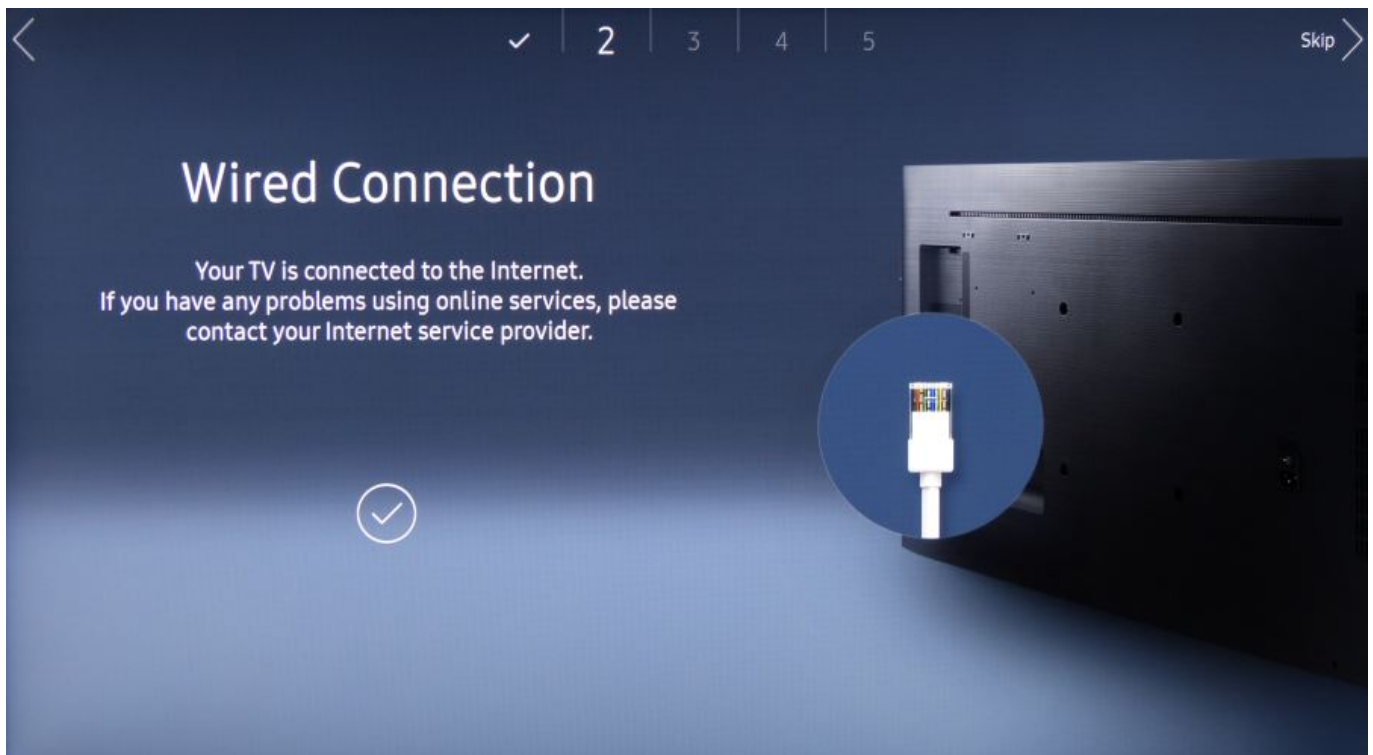 2 3 4 5
Skip
Wired Connection
Your TV is connected to the Internet.
If you have any problems using online services, please
contact your Internet service provider.